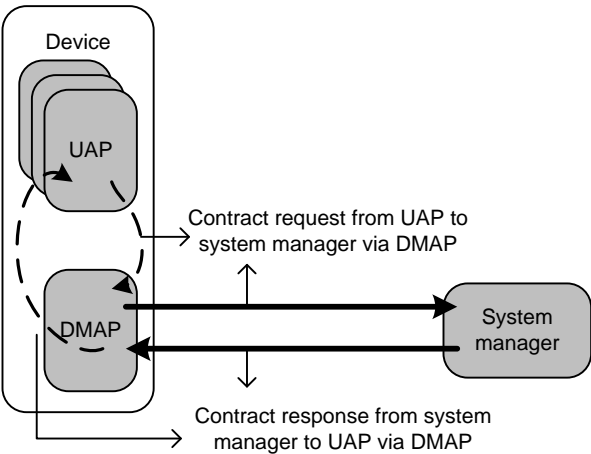 Device
UAP
Contract request from UAP to
system manager via DMAP
DMAP
System
manager
Contract response from system
manager to UAP via DMAP